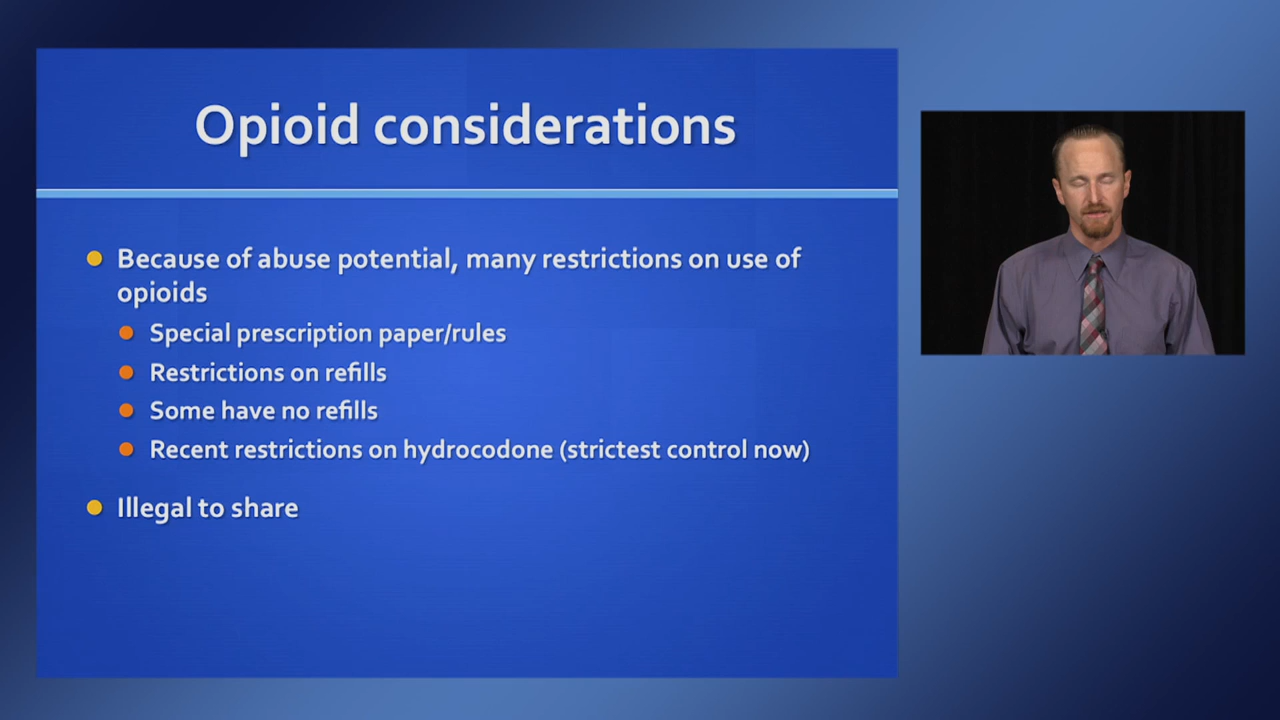 Opioid considerations
Because of abuse potential, many restrictions on use of
opioids
Special prescription paper/rules
Restrictions on refills
Some have no refills
Recent restrictions on hydrocodone (strictest control now)
Illegal to share